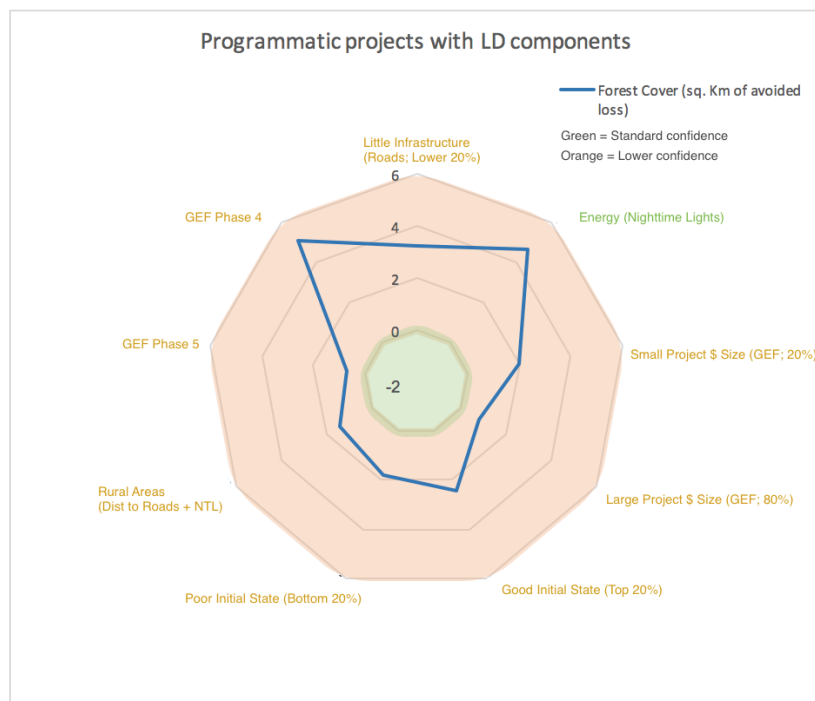 Programmatic projects with LD components
Forest Cover (sq. Km of avoided
loss)
Green = Standard confidence
Orange = Lower confidence
Little Infrastructure
(Roads; Lower 20%)
6
GEF Phase 4
Energy (Nighttime Lights)
4
2
0
GEF Phase 5
Small Project $ Size (GEF; 20%)
-2
Rural Areas
(Dist to Roads + NTL)
Large Project $ Size (GEF; 80%)
Good Initial State (Top 20%)
Poor Initial State (Bottom 20%)